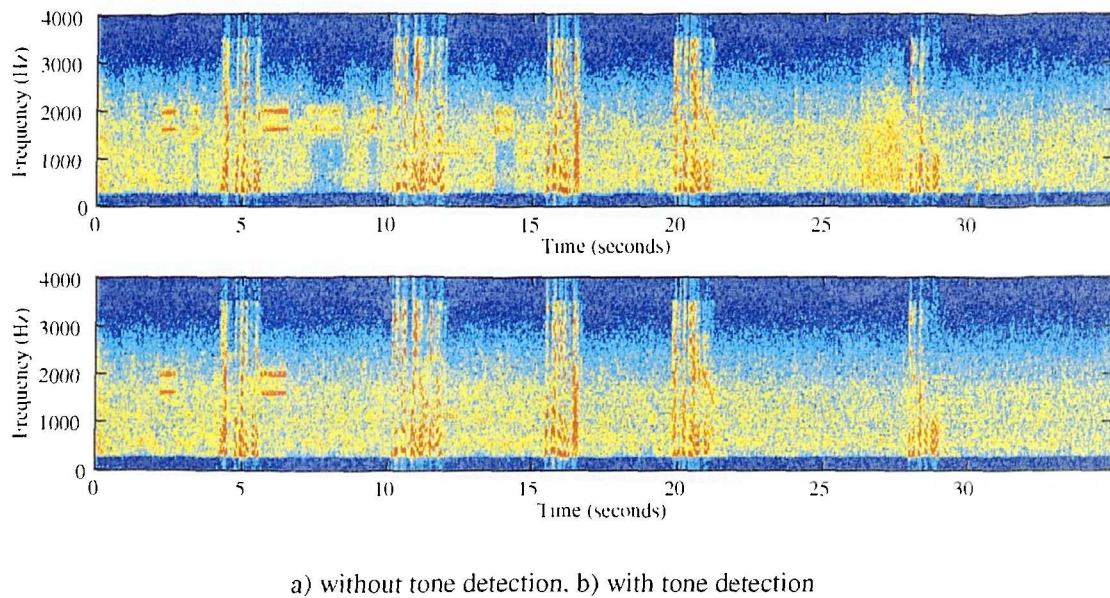 4000
3000
2000
1000
0
Frequency (Hz)
0 5 10 15 20 25 30
Time (seconds)
4000
3000
2000
1000
0
Frequency (Hz)
0 5 10 15 20 25 30
Time (seconds)
a) without tone detection. b) with tone detection